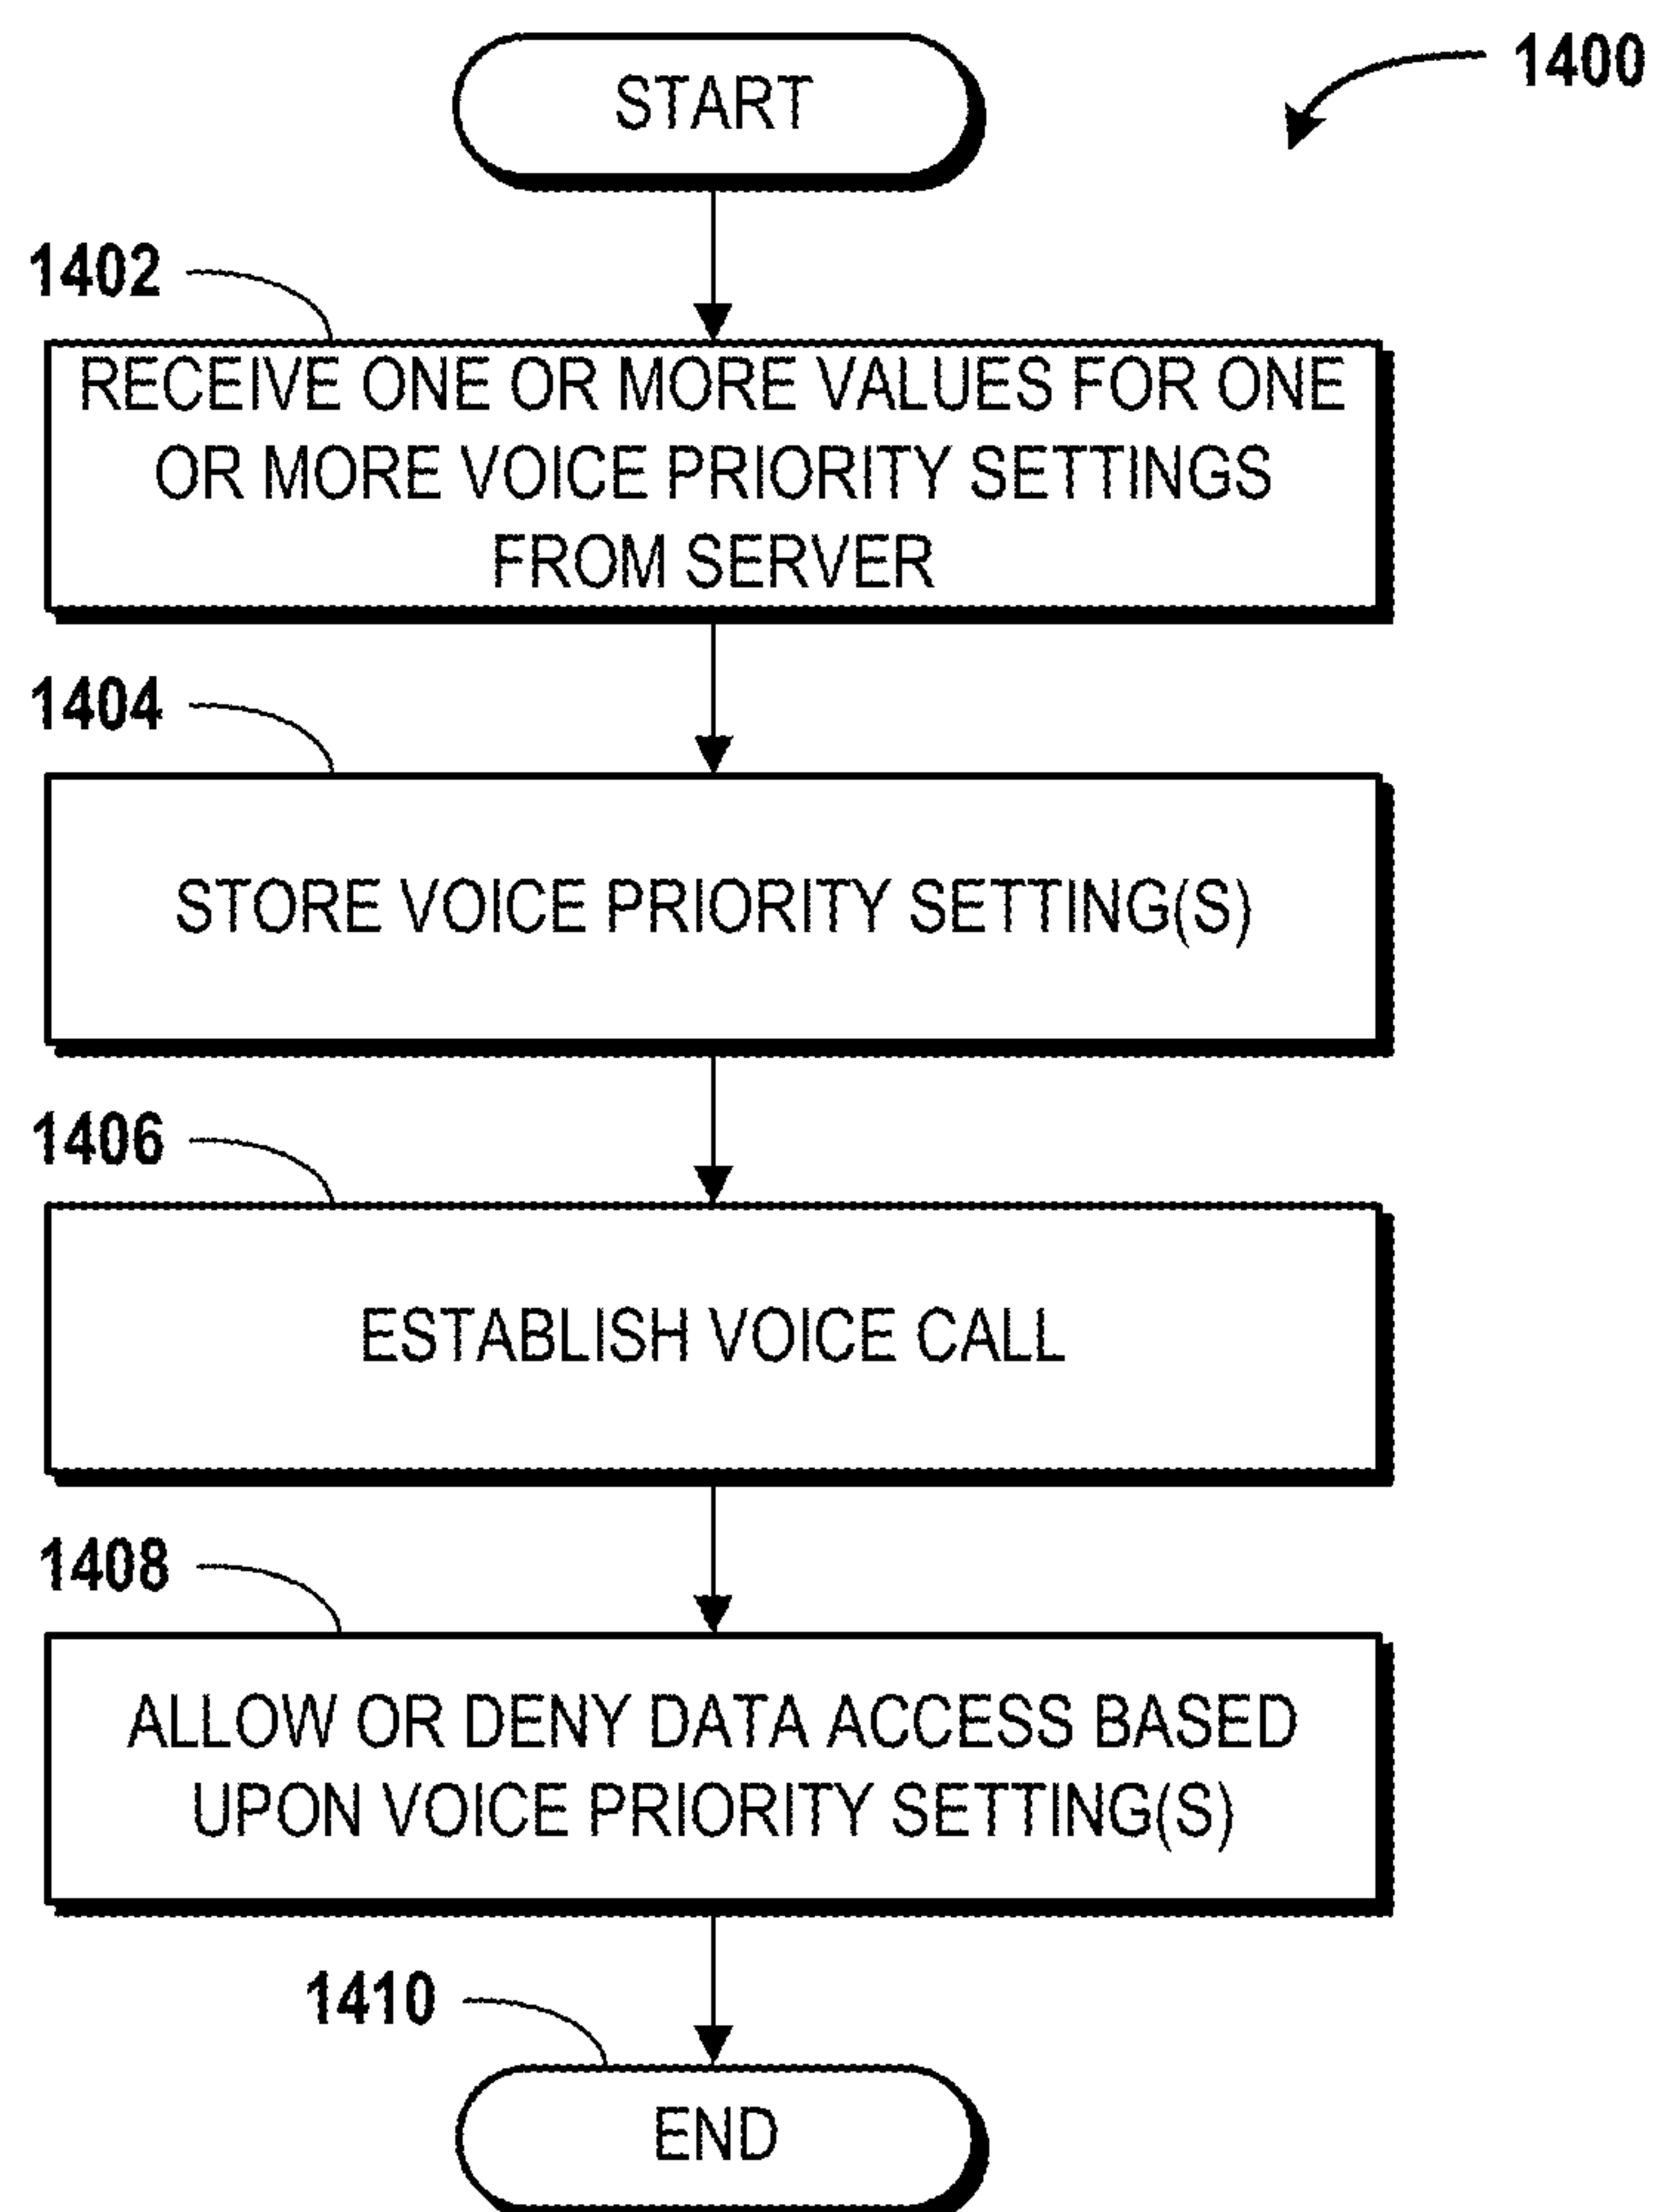 START
1400
1402
RECEIVE ONE OR MORE VALUES FOR ONE
OR MORE VOICE PRIORITY SETTINGS
FROM SERVER
1404
STORE VOICE PRIORITY SETTING(S)
1406
ESTABLISH VOICE CALL
1408
ALLOW OR DENY DATA ACCESS BASED
UPON VOICE PRIORITY SETTING(S)
1410
END